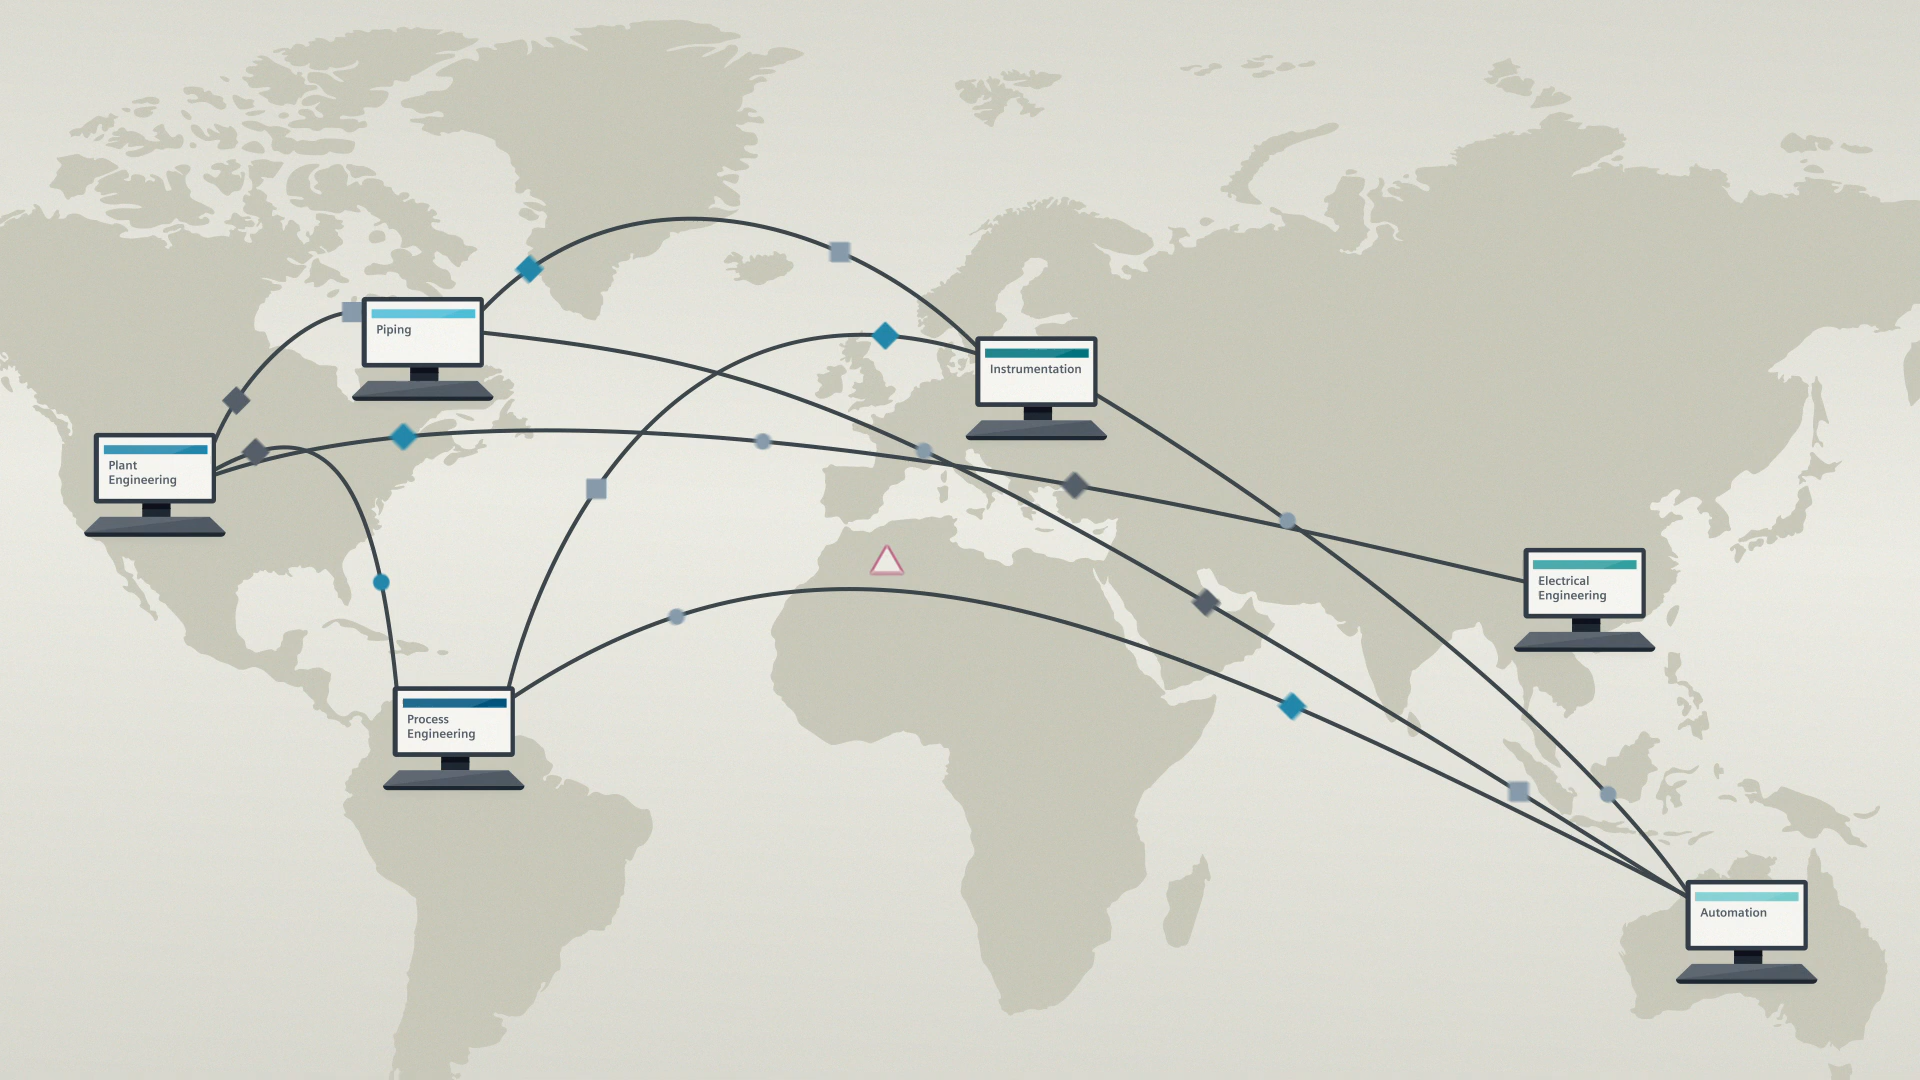 Piping
Instrumentation
Plant
Engineering
Electrical
Engineering
Process
Engineering
Automation